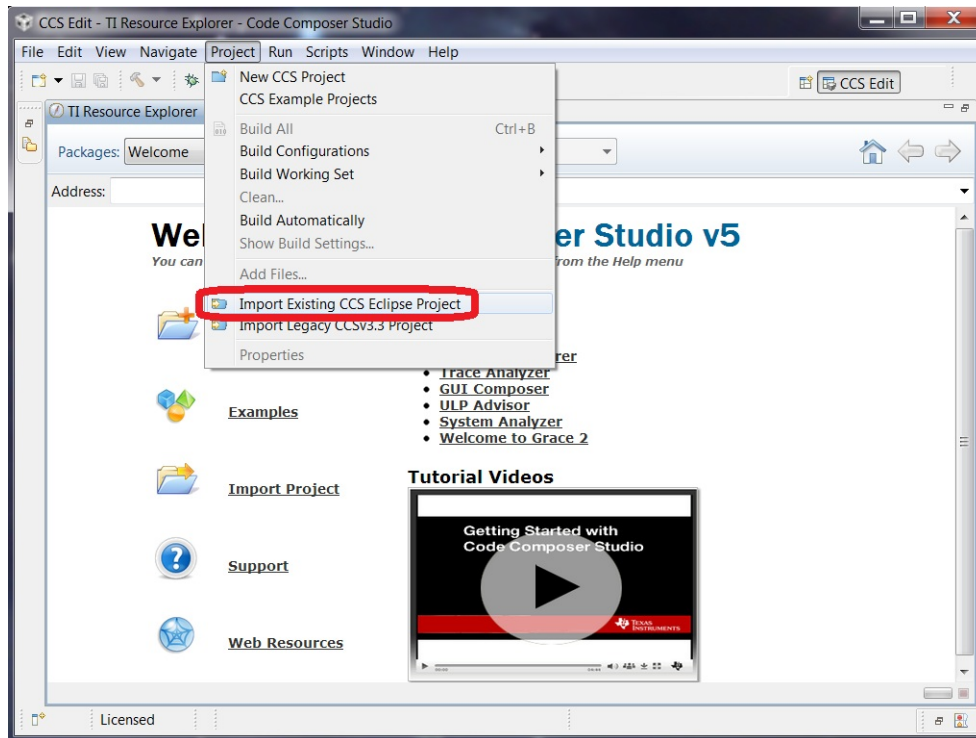 CCS Edit - TI Resource Explorer - Code Composer Studio
File Edit View Navigate Project Run Scripts Window Help
New CCS Project
CCS Example Projects
CCS Edit
TI Resource Explorer
Build All Ctrl+B
Packages: Welcome
Build Configurations
Build Working Set
Address:
Clean...
Build Automatically
Show Build Settings...
Add Files...
Import Existing CCS Eclipse Project
Import Legacy CCSv3.3 Project
Properties
er Studio v5
You can
from the Help menu
Trace Analyzer
GUI Composer
Examples
ULP Advisor
System Analyzer
Welcome to Grace 2
Import Project
Tutorial Videos
Getting Started with
Code Composer Studio
Support
TEXAS
INSTRUMENTS
Web Resources
Licensed